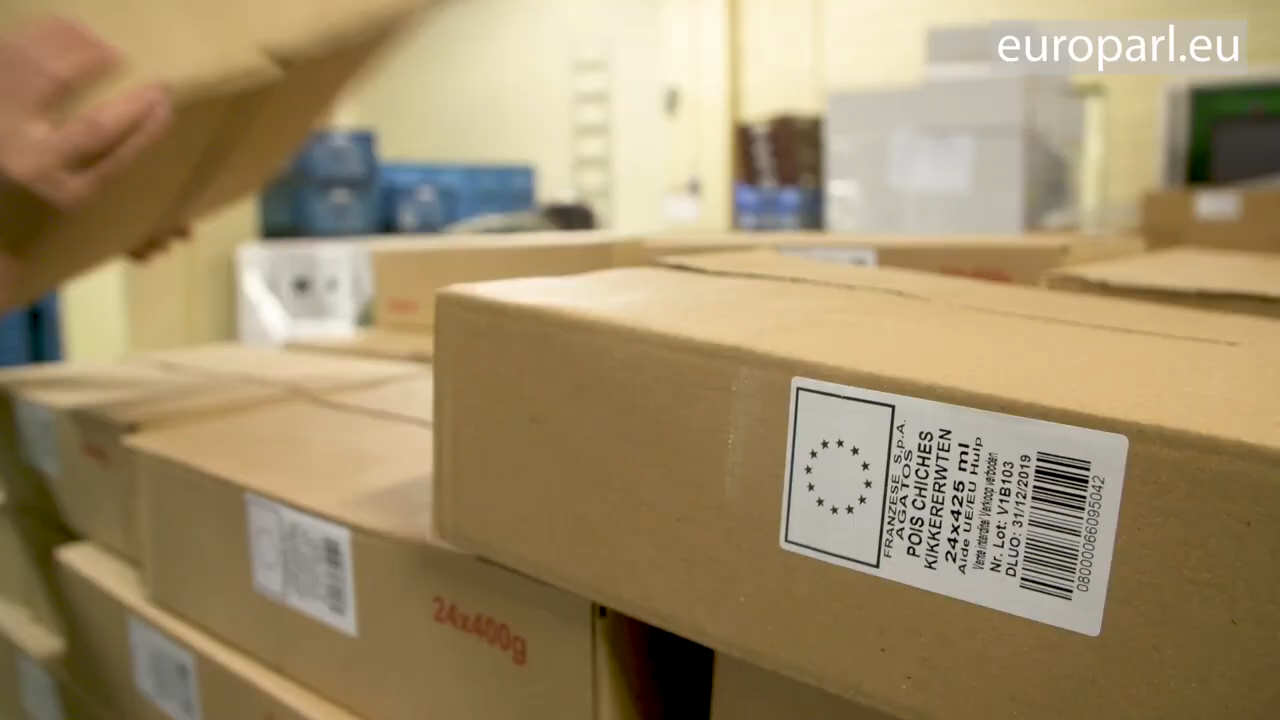 europarl.eu
FRANZESE S.p.A.
AGATOS
POIS CHICHES
KIKKERERWTEN
24x425 ml
Aide UE/EU Hulp
Vente interdite/ Verkoop verboden
Nr. Lot: V1B103
DLUO: 31/12/2019
08000066095042
24x400g